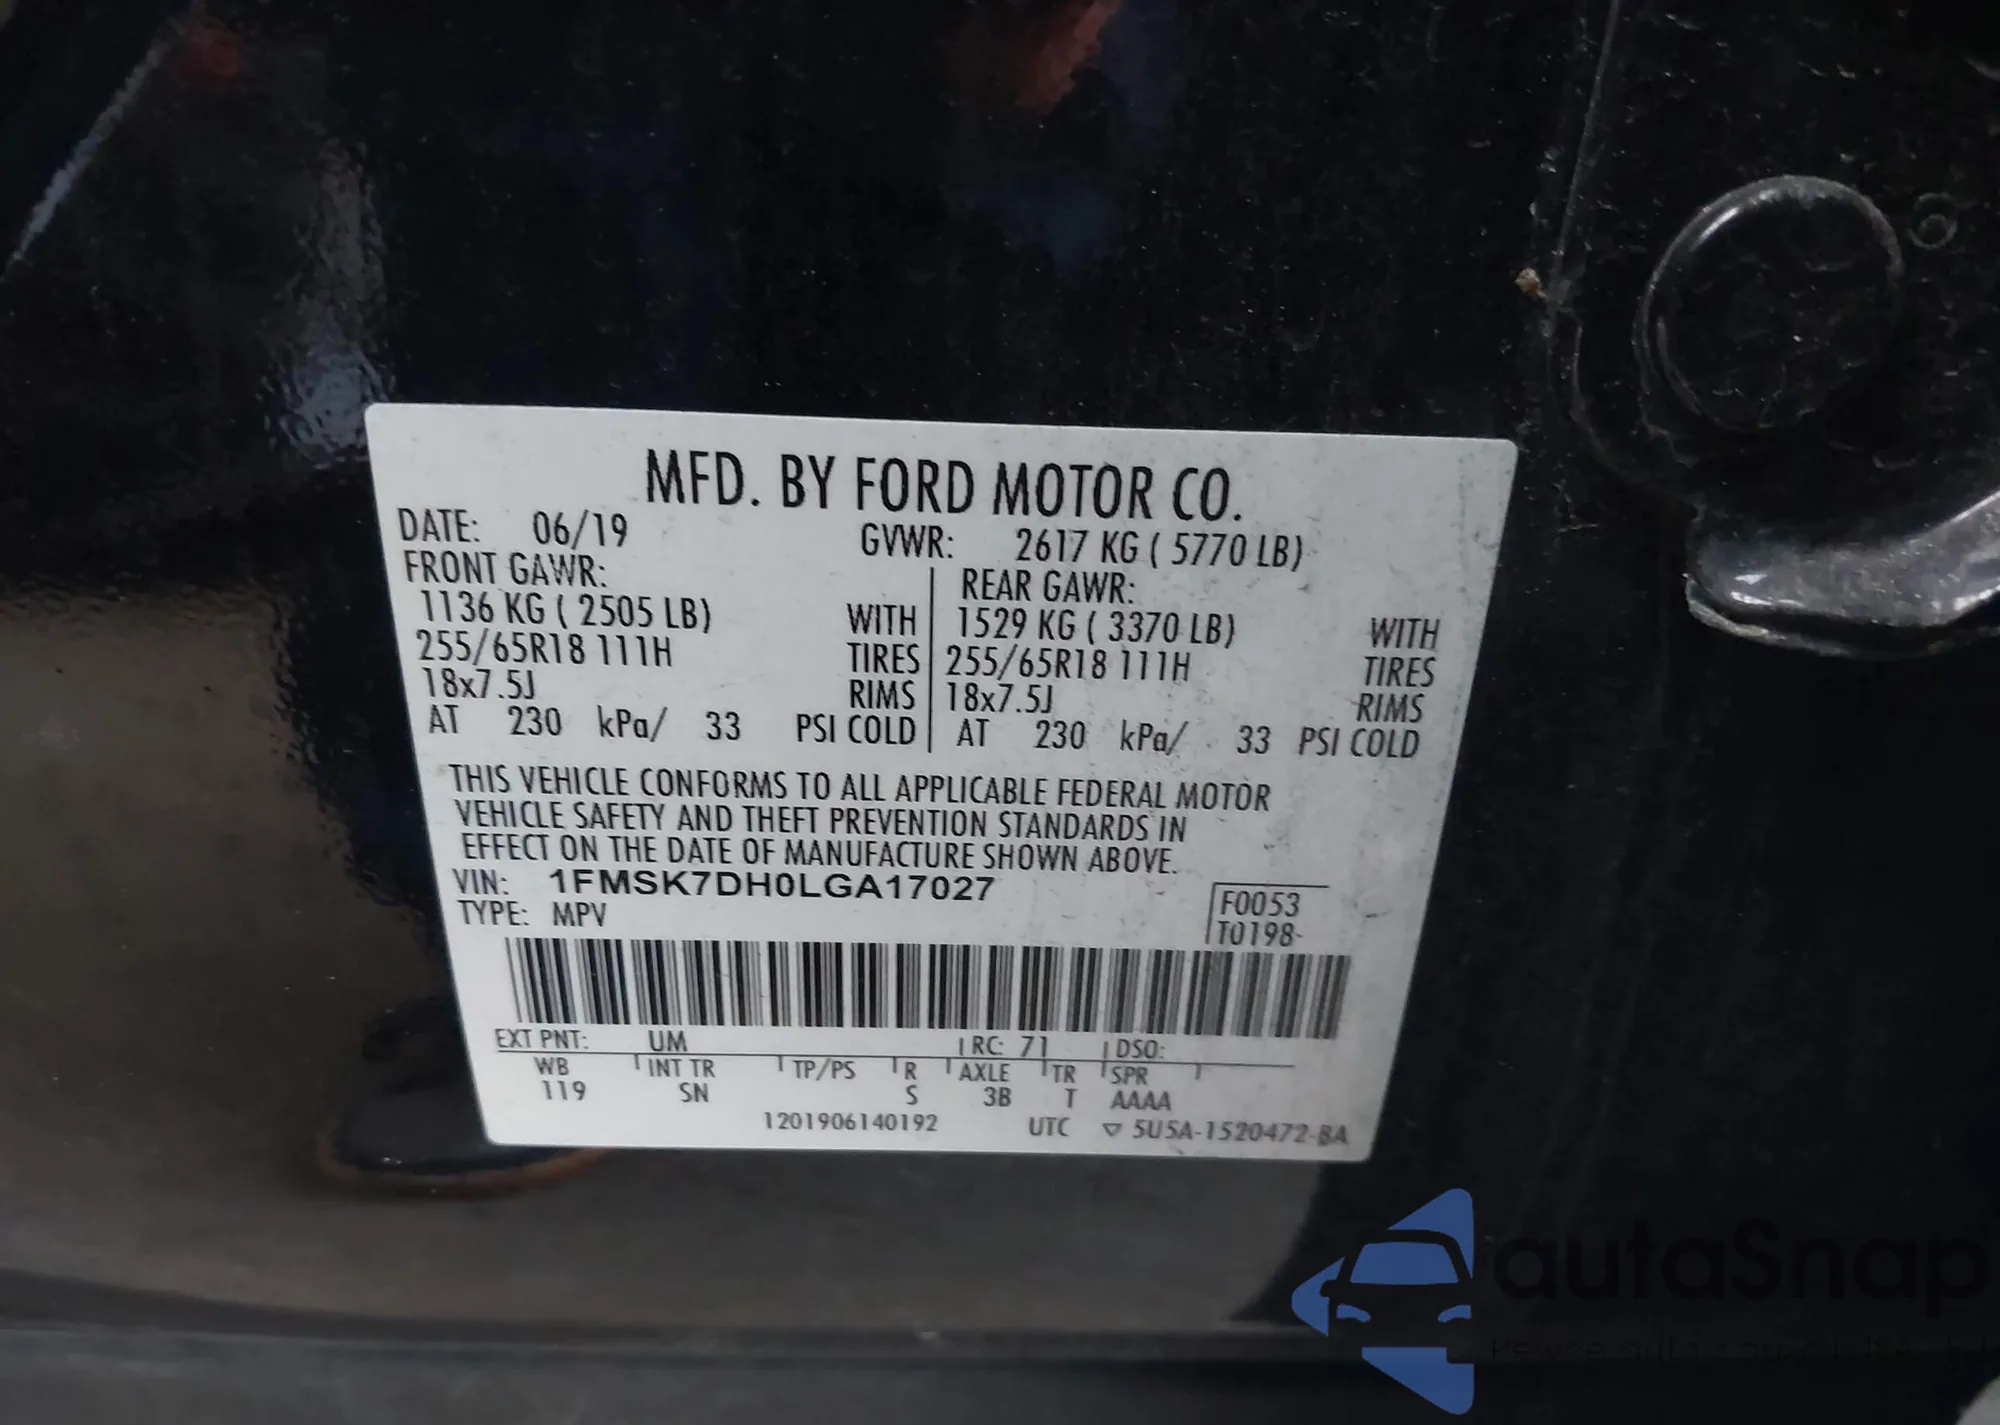 MFD. BY FORD MOTOR CO.
DATE: 06/19 GVWR: 2617 KG ( 5770 LB)
FRONT GAWR: REAR GAWR:
1136 KG ( 2505 LB) WITH 1529 KG ( 3370 LB) WITH
255/65R18 111H TIRES 255/65R18 111H TIRES
18x7.5J RIMS 18x7.5J RIMS
AT 230 kPa/ 33 PSI COLD AT 230 kPa/ 33 PSI COLD
THIS VEHICLE CONFORMS TO ALL APPLICABLE FEDERAL MOTOR
VEHICLE SAFETY AND THEFT PREVENTION STANDARDS IN
EFFECT ON THE DATE OF MANUFACTURE SHOWN ABOVE.
VIN: 1FMSK7DH0LGA17027
TYPE: MPV
F0053
T0198
EXT PNT: UM RC: 71 DSO:
WB INT TR TP/PS R AXLE TR SPR
119 SN S 3B T AAAA
1201906140192 UTC ▽ 5U5A-1520472-BA
autaSnap